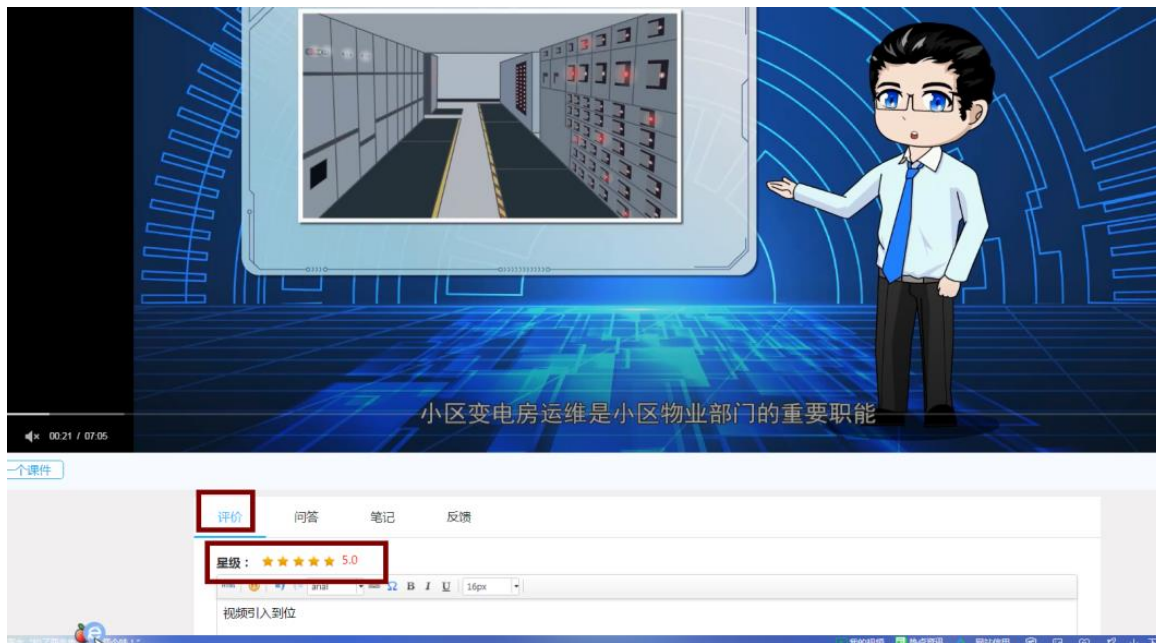 小区变电房运维是小区物业部门的重要职能
00:21 / 07:05
一个课件
评价 问答 笔记 反馈
星级： 5.0
arial Ω B I U 16px
视频引入到位